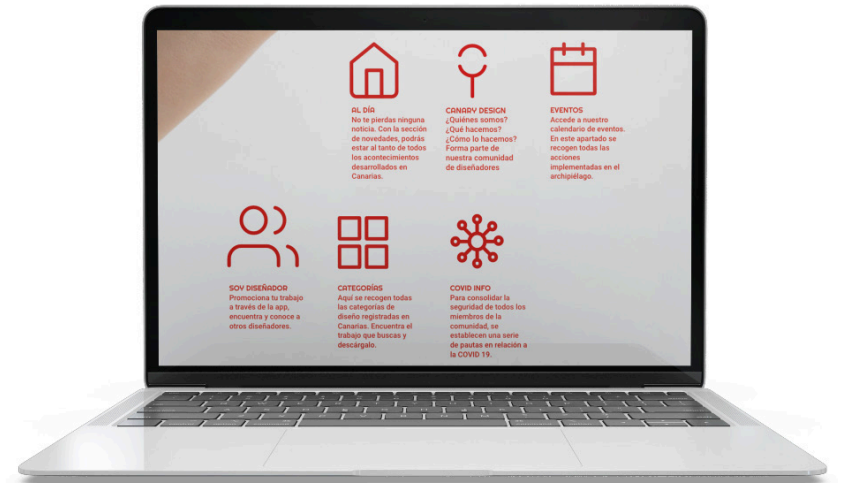 AL DÍA
No te pierdas ninguna
noticia. Con la sección
de novedades, podrás
estar al tanto de todos
los acontecimientos
desarrollados en
Canarias.
CANARY DESIGN
¿Quiénes somos?
¿Qué hacemos?
¿Cómo lo hacemos?
Forma parte de
nuestra comunidad
de diseñadores
EVENTOS
Accede a nuestro
calendario de eventos.
En este apartado se
recogen todas las
acciones
implementadas en el
archipiélago.
SOY DISEÑADOR
Promociona tu trabajo
a través de la app,
encuentra y conoce a
otros diseñadores.
CATEGORÍAS
Aquí se recogen todas
las categorías de
diseño registradas en
Canarias. Encuentra el
trabajo que buscas y
descárgalo.
COVID INFO
Para consolidar la
seguridad de todos los
miembros de la
comunidad, se
establecen una serie
de pautas en relación a
la COVID 19.